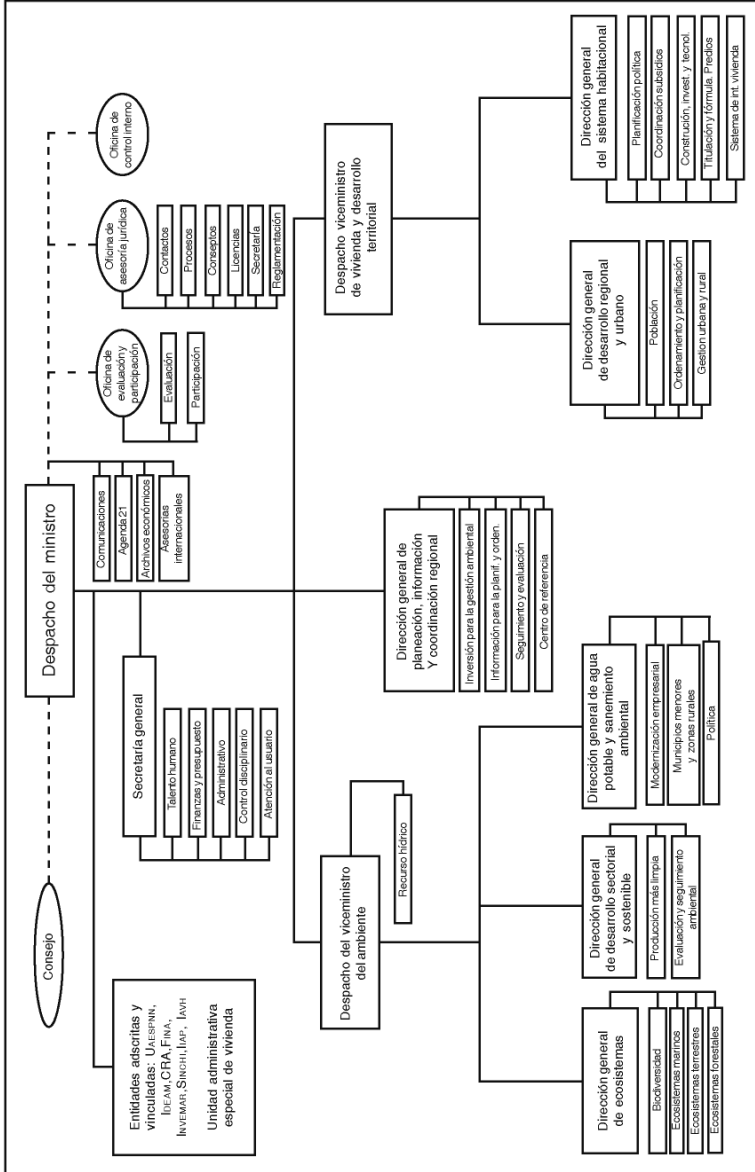 Despacho del ministro
Consejo
Oficina de
evaluación y
participación
Evaluación
Participación
Oficina de
asesoría jurídica
Contactos
Procesos
Conseptos
Licencias
Secretaría
Reglamentación
Oficina de
control interno
Comunicaciones
Agenda 21
Archivos económicos
Asesorias
internacionales
Entidades adscritas y
vinculadas: UAESPNN,
IDEAM, CRA, FINA,
INVEMAR, SINCHI, IIAP, IAVH
Unidad administrativa
especial de vivienda
Secretaría general
Talento humano
Finanzas y presupuesto
Administrativo
Control disciplinario
Atención al usuario
Despacho del viceministro
del ambiente
Recurso hídrico
Dirección general de
planeación, información
Y coordinación regional
Inversión para la gestión ambiental
Información para la planif. y orden.
Seguimiento y evaluación
Centro de referencia
Despacho viceministro
de vivienda y desarrollo
territorial
Dirección general
de ecosistemas
Biodiversidad
Ecosistemas marinos
Ecosistemas terrestres
Ecosistemas forestales
Dirección general
de desarrollo sectorial
y sostenible
Producción más limpia
Evaluación y seguimiento
ambiental
Dirección general de agua
potable y sanemiento
ambiental
Modernización empresarial
Municipios menores
y zonas rurales
Política
Dirección general
de desarrollo regional
y urbano
Población
Ordenamiento y planificación
Gestion urbana y rural
Dirección general
del sistema habitacional
Planificación política
Coordinación subsidios
Construción, invest. y tecnol.
Titulación y fórmula. Predios
Sistema de int. vivienda